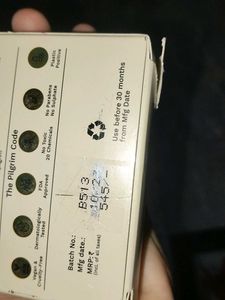 The Pilgrim Code
Vegan &
Cruelty-Free
Dermatologically
Tested
FDA
Approved
No Toxic
20 Chemicals
No Parabens
No Sulphate
Plastic
Positive
Batch No.: B513
Mfg date.:
MRP:₹ 545/-
(Incl. of all taxes)
Use before 30 months
from Mfg Date